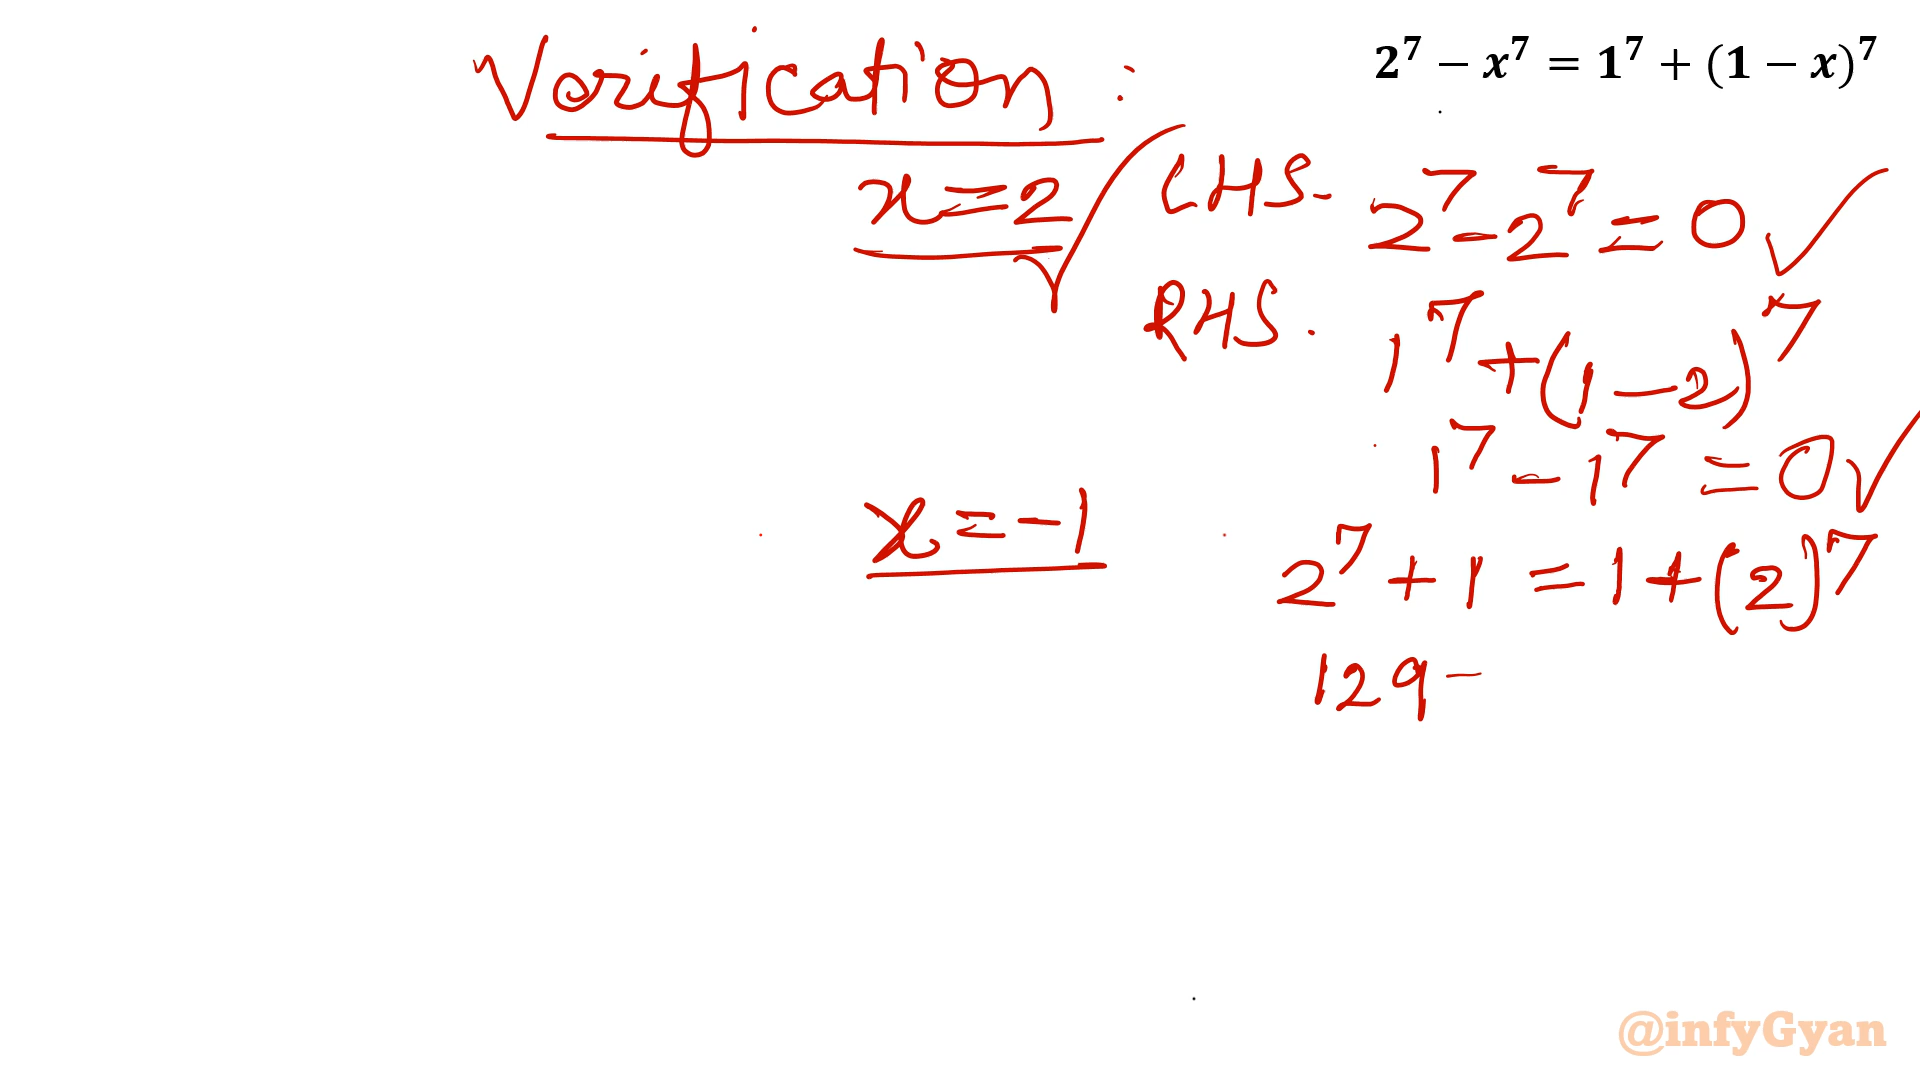 Verification :
2⁷ − x⁷ = 1⁷ + (1 − x)⁷
x = 2 ✓
LHS. 2⁷ − 2⁷ = 0 ✓
RHS. 1⁷ + (1 − 2)⁷
1⁷ − 1⁷ = 0 ✓
x = −1
2⁷ + 1 = 1 + (2)⁷
129 −
@infyGyan